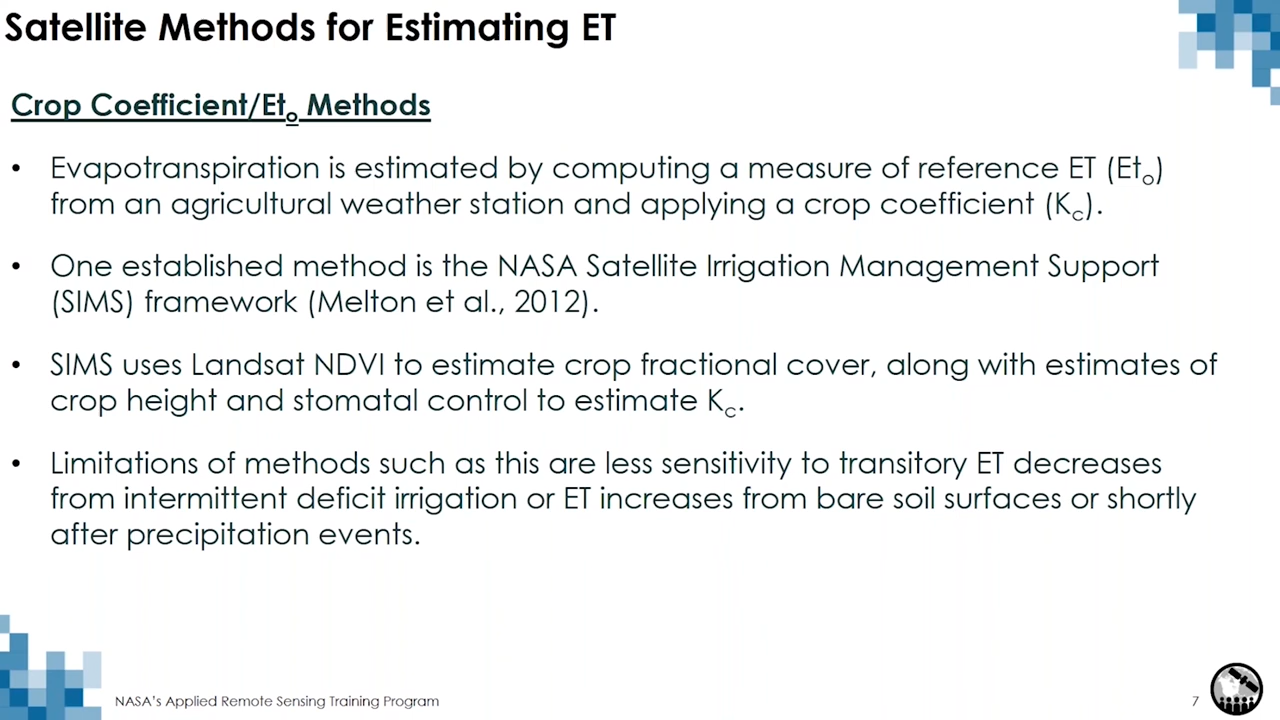 Satellite Methods for Estimating ET
Crop Coefficient/Eto Methods
• Evapotranspiration is estimated by computing a measure of reference ET (Eto)
from an agricultural weather station and applying a crop coefficient (Kc).
• One established method is the NASA Satellite Irrigation Management Support
(SIMS) framework (Melton et al., 2012).
• SIMS uses Landsat NDVI to estimate crop fractional cover, along with estimates of
crop height and stomatal control to estimate Kc.
• Limitations of methods such as this are less sensitivity to transitory ET decreases
from intermittent deficit irrigation or ET increases from bare soil surfaces or shortly
after precipitation events.
NASA's Applied Remote Sensing Training Program
7